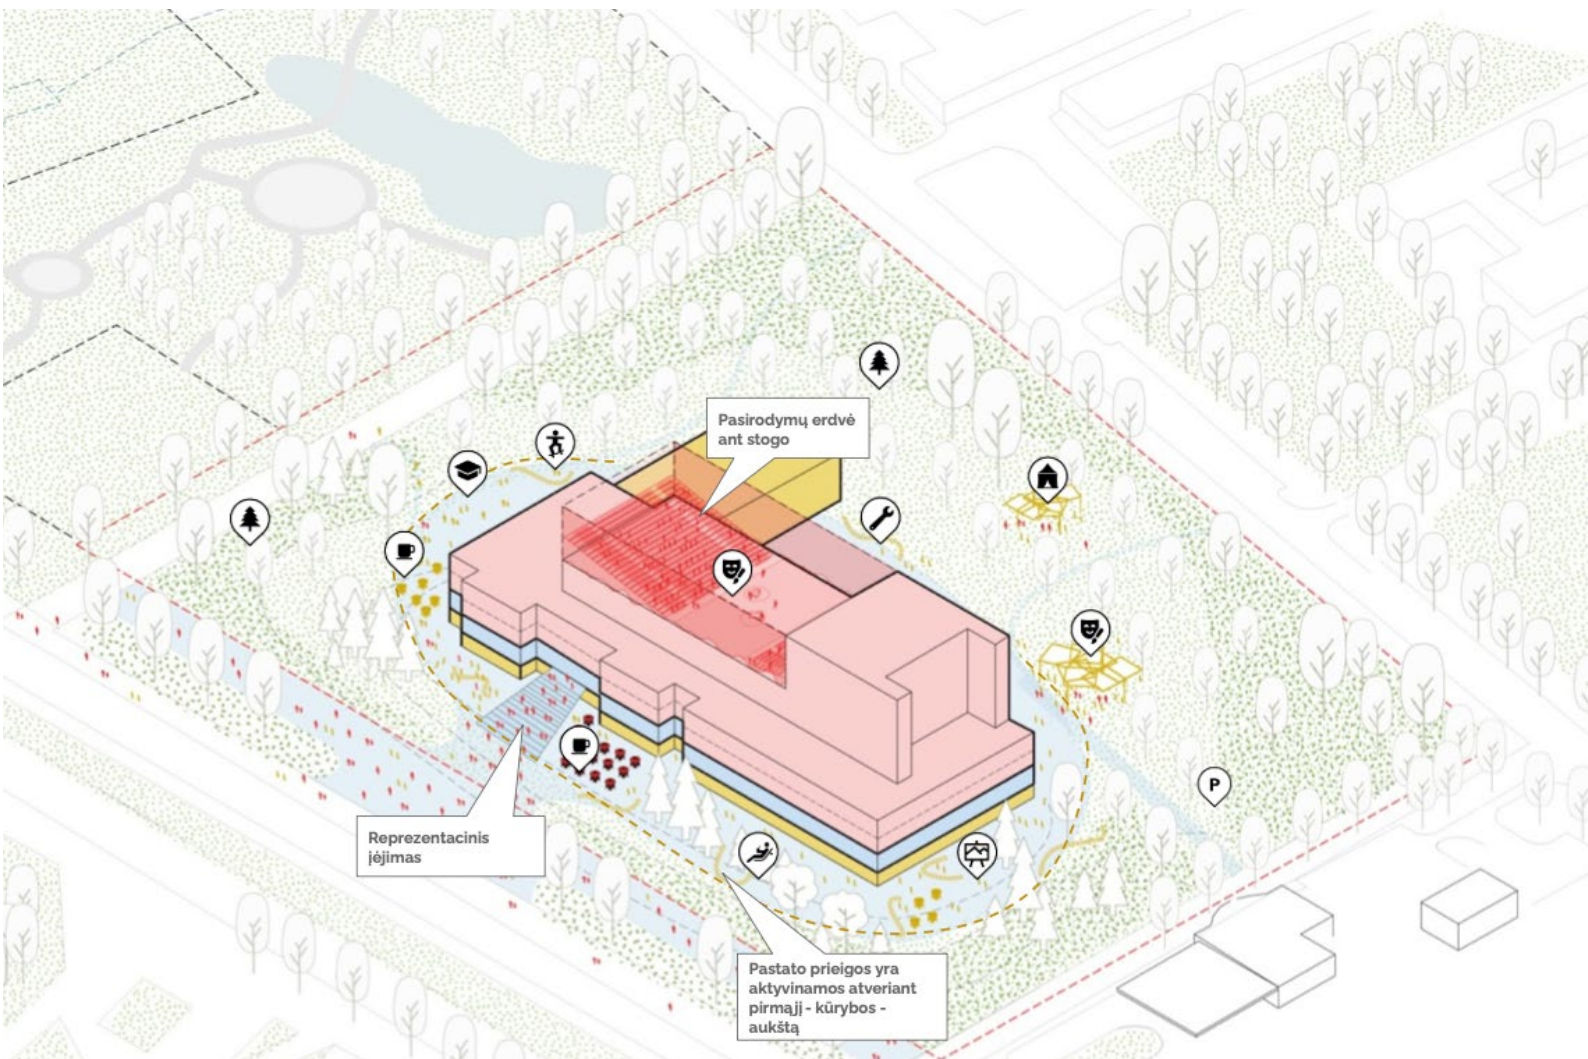 Pasirodymų erdvė
ant stogo
P
Reprezentacinis
įėjimas
Pastato prieigos yra
aktyvinamos atveriant
pirmąjį - kūrybos -
aukštą